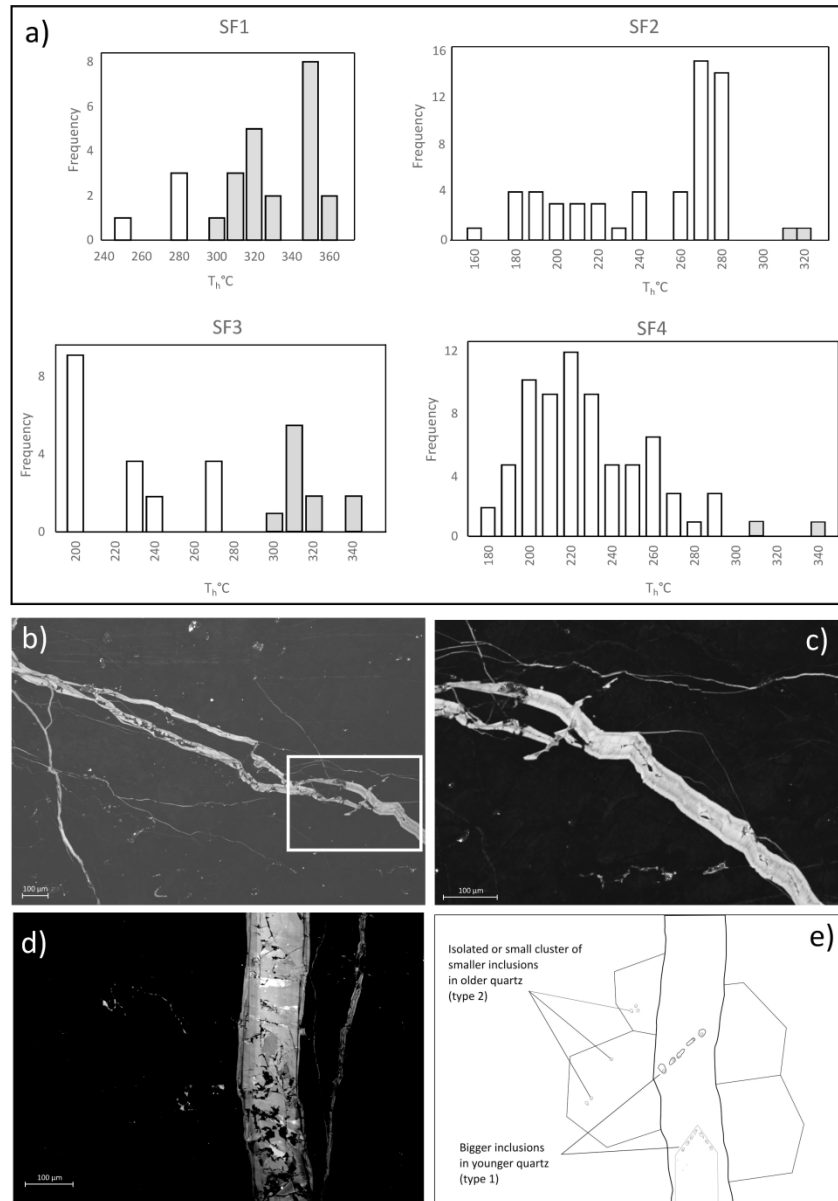 a)
SF1
8
6
4
2
0
Frequency
240
260
280
300
320
340
360
Th°C
SF2
16
12
8
4
0
Frequency
160
180
200
220
240
260
280
300
320
Th°C
SF3
8
4
0
Frequency
200
220
240
260
280
300
320
340
Th°C
SF4
12
8
4
0
Frequency
180
200
220
240
260
280
300
320
340
Th°C
b)
100 µm
c)
100 µm
d)
100 µm
e)
Isolated or small cluster of
smaller inclusions
in older quartz
(type 2)
Bigger inclusions
in younger quartz
(type 1)